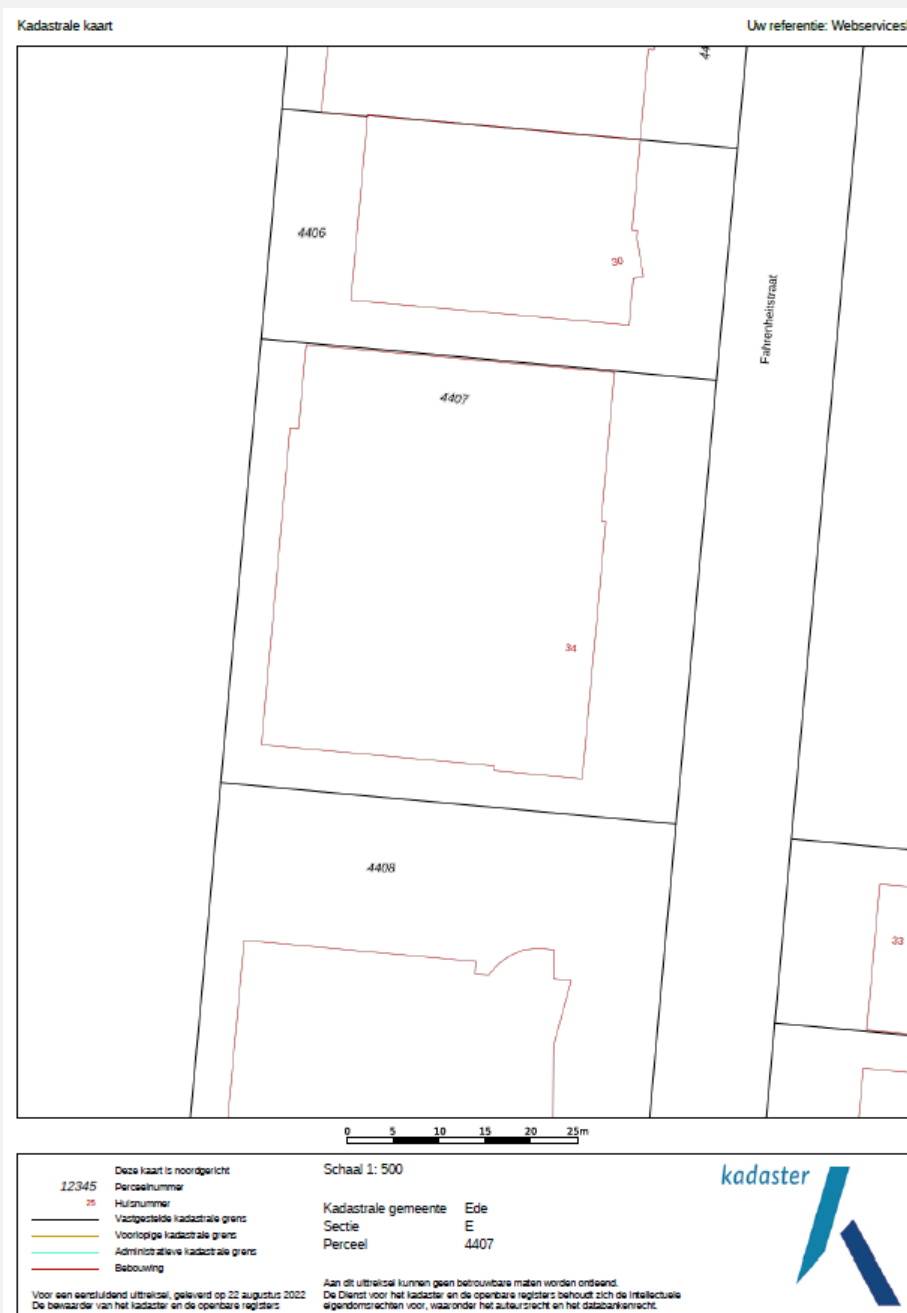 Kadastrale kaart
Uw referentie: Webservices
44
4406
30
Fahrenheitstraat
4407
34
4408
33
0 5 10 15 20 25m
Deze kaart is noordgericht
12345 Perceelnummer
25 Huisnummer
Vastgestelde kadastrale grens
Voorlopige kadastrale grens
Administratieve kadastrale grens
Bebouwing
Voor een eensluidend uittreksel, geleverd op 22 augustus 2022
De bewaarder van het kadaster en de openbare registers
Schaal 1: 500
Kadastrale gemeente Ede
Sectie E
Perceel 4407
Aan dit uittreksel kunnen geen betrouwbare maten worden ontleend.
De Dienst voor het kadaster en de openbare registers behoudt zich de intellectuele
eigendomsrechten voor, waaronder het auteursrecht en het databankenrecht.
kadaster